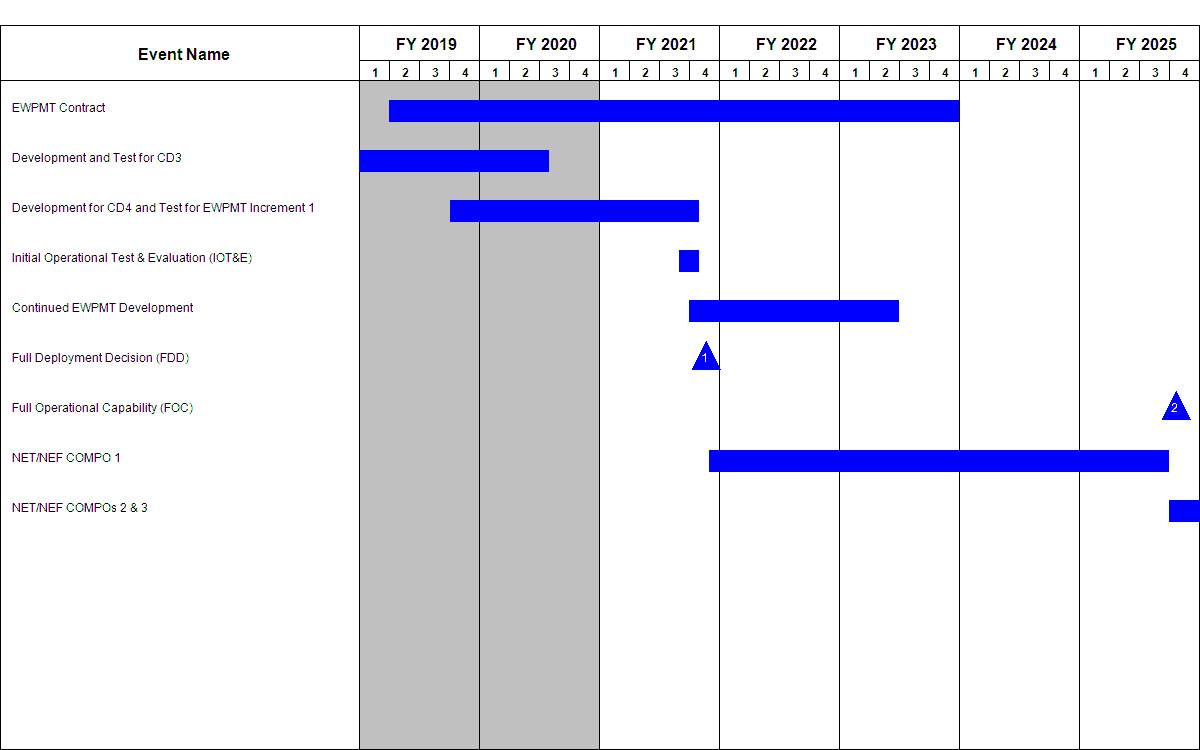 Event Name
FY 2019 FY 2020 FY 2021 FY 2022 FY 2023 FY 2024 FY 2025
1 2 3 4 1 2 3 4 1 2 3 4 1 2 3 4 1 2 3 4 1 2 3 4 1 2 3 4
EWPMT Contract
Development and Test for CD3
Development for CD4 and Test for EWPMT Increment 1
Initial Operational Test & Evaluation (IOT&E)
Continued EWPMT Development
Full Deployment Decision (FDD) 1
Full Operational Capability (FOC) 2
NET/NEF COMPO 1
NET/NEF COMPOs 2 & 3